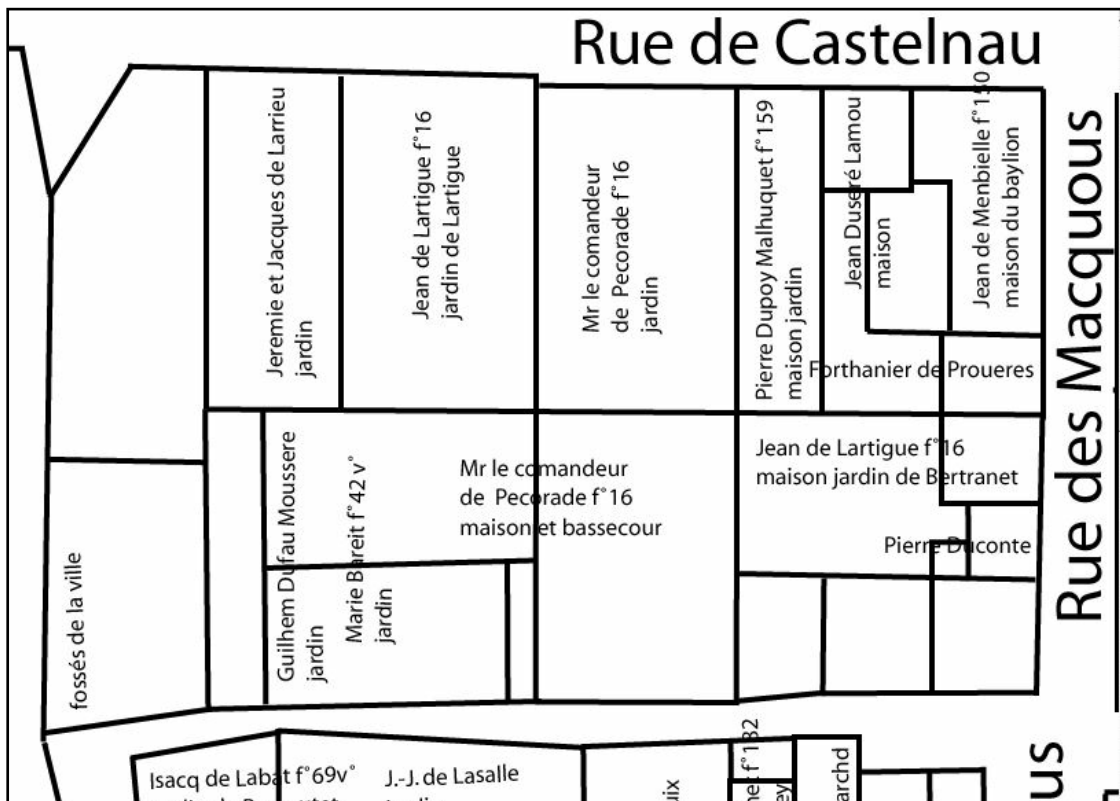 Rue de Castelnau
Rue des Macquous
Jeremie et Jacques de Larrieu
jardin
Jean de Lartigue f°16
jardin de Lartigue
Mr le comandeur
de Pecorade f°16
jardin
Pierre Dupoy Malhuquet f°159
maison jardin
Jean Duseré Lamou
maison
Jean de Menbielle f°150
maison du baylion
Forthanier de Proueres
fossés de la ville
Guilhem Dufau Moussere
jardin
Marie Bareit f°42 v°
jardin
Mr le comandeur
de Pecorade f°16
maison et bassecour
Jean de Lartigue f°16
maison jardin de Bertranet
Pierre Duconte
Isacq de Labat f°69v°
J.-J. de Lasalle